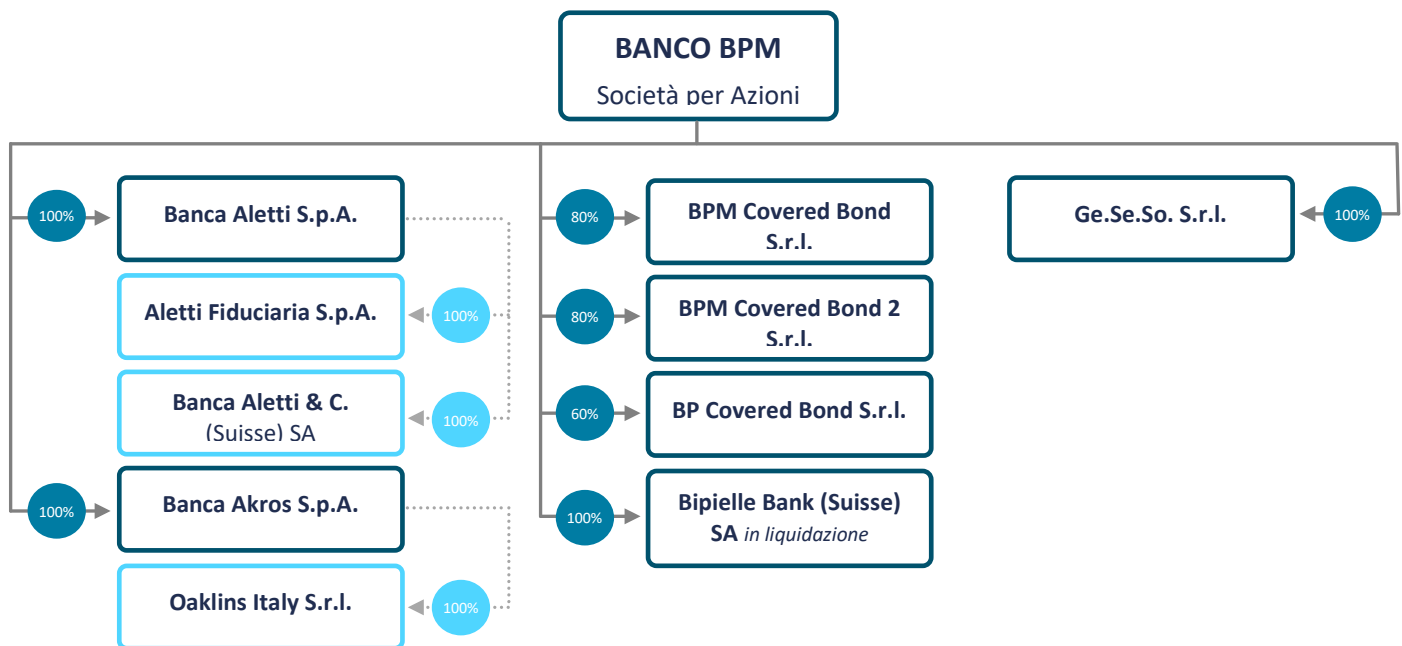 BANCO BPM
Società per Azioni
100%
Banca Aletti S.p.A.
Aletti Fiduciaria S.p.A.
100%
Banca Aletti & C.
(Suisse) SA
100%
100%
Banca Akros S.p.A.
Oaklins Italy S.r.l.
100%
80%
BPM Covered Bond
S.r.l.
80%
BPM Covered Bond 2
S.r.l.
60%
BP Covered Bond S.r.l.
100%
Bipielle Bank (Suisse)
SA in liquidazione
Ge.Se.So. S.r.l.
100%